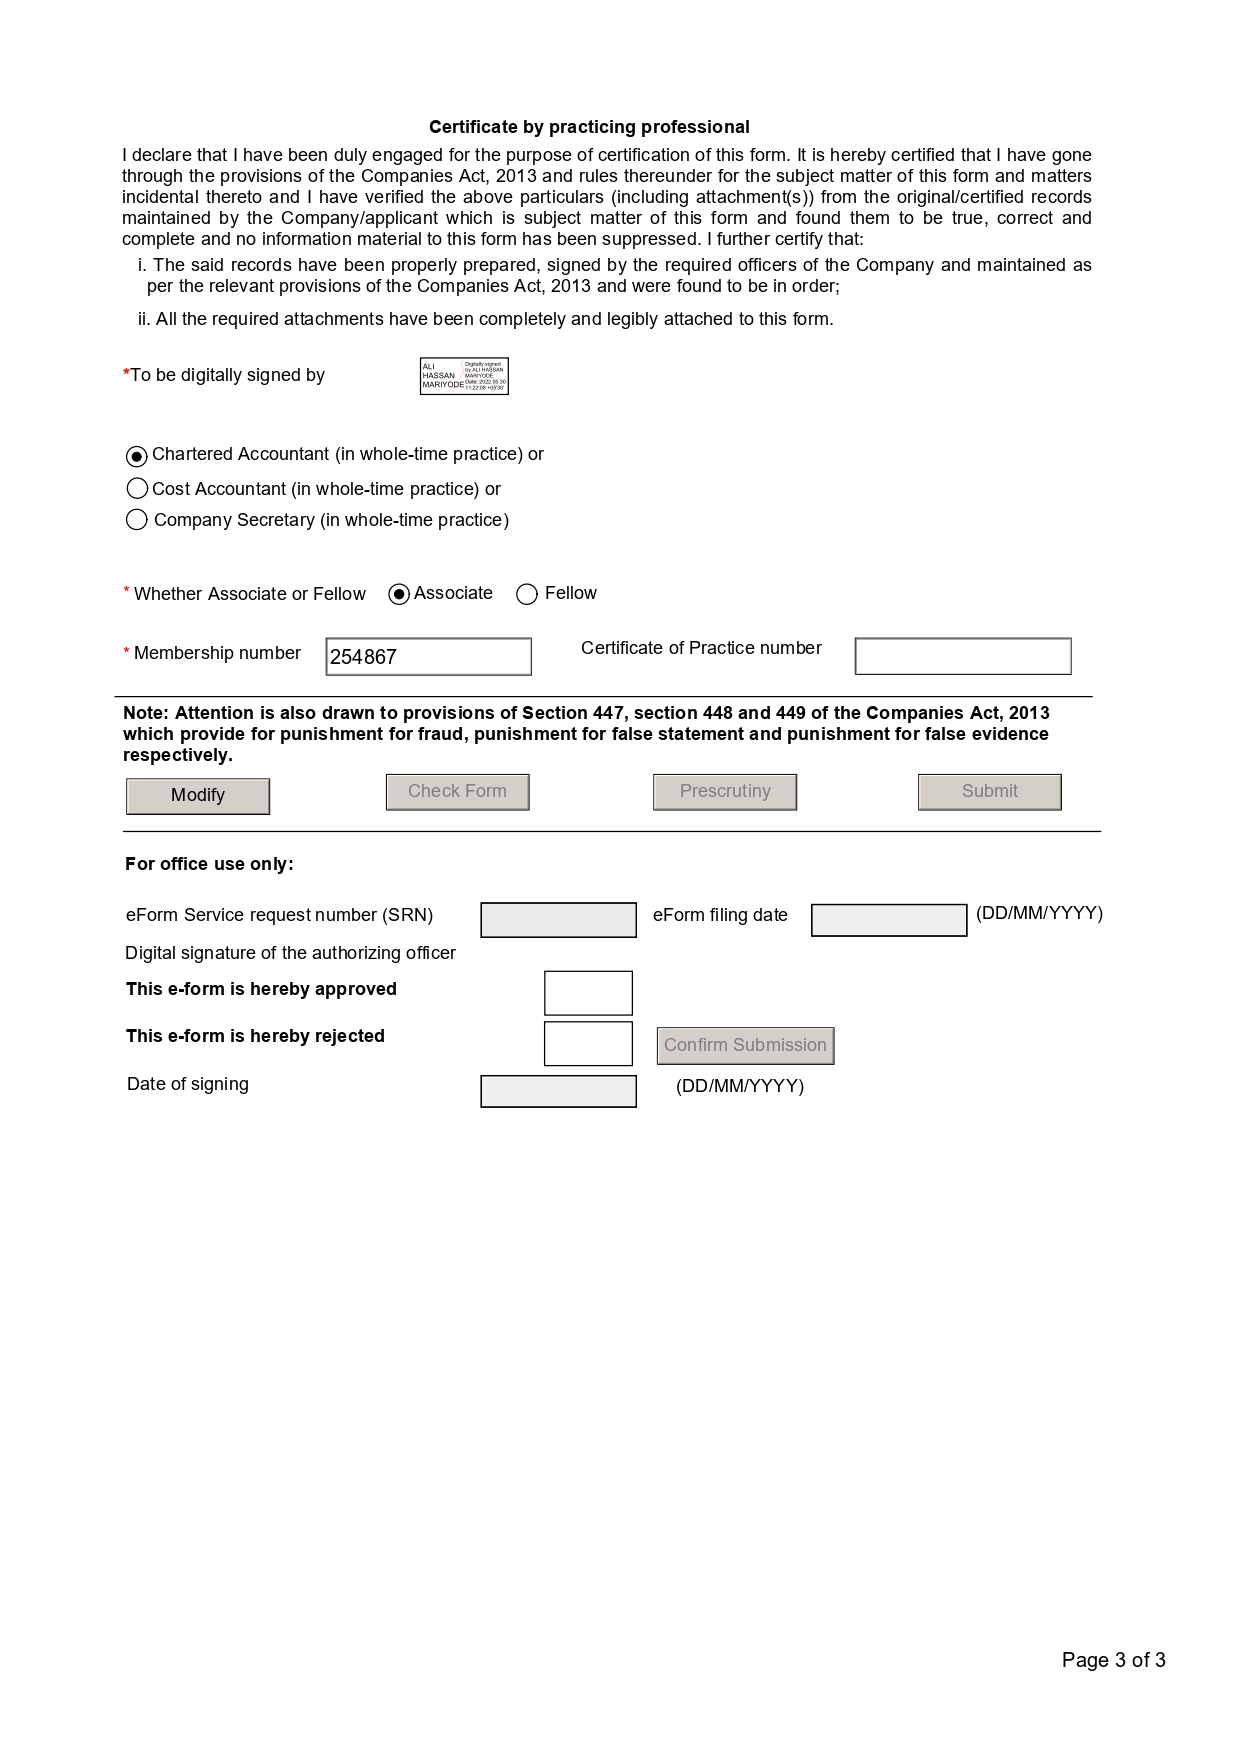 Certificate by practicing professional
I declare that I have been duly engaged for the purpose of certification of this form. It is hereby certified that I have gone
through the provisions of the Companies Act, 2013 and rules thereunder for the subject matter of this form and matters
incidental thereto and I have verified the above particulars (including attachment(s)) from the original/certified records
maintained by the Company/applicant which is subject matter of this form and found them to be true, correct and
complete and no information material to this form has been suppressed. I further certify that:
i. The said records have been properly prepared, signed by the required officers of the Company and maintained as
per the relevant provisions of the Companies Act, 2013 and were found to be in order;
ii. All the required attachments have been completely and legibly attached to this form.
*To be digitally signed by
ALI
HASSAN
MARIYODE
Digitally signed
by ALI HASSAN
MARIYODE
Date: 2022.05.30
11:22:08 +05'30'
Chartered Accountant (in whole-time practice) or
Cost Accountant (in whole-time practice) or
Company Secretary (in whole-time practice)
* Whether Associate or Fellow Associate Fellow
* Membership number 254867 Certificate of Practice number
Note: Attention is also drawn to provisions of Section 447, section 448 and 449 of the Companies Act, 2013
which provide for punishment for fraud, punishment for false statement and punishment for false evidence
respectively.
Modify Check Form Prescrutiny Submit
For office use only:
eForm Service request number (SRN) eForm filing date (DD/MM/YYYY)
Digital signature of the authorizing officer
This e-form is hereby approved
This e-form is hereby rejected Confirm Submission
Date of signing (DD/MM/YYYY)
Page 3 of 3